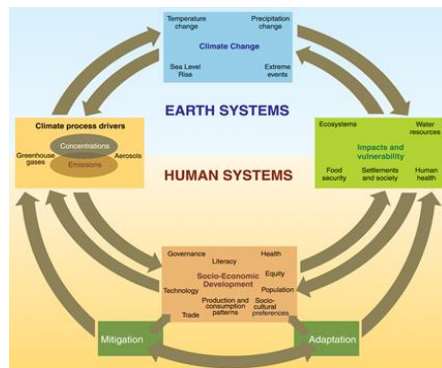 Temperature
change
Precipitation
change
Climate Change
Sea Level
Rise
Extreme
events
EARTH SYSTEMS
Climate process drivers
Concentrations
Greenhouse
gases
Aerosols
Emissions
Ecosystems
Water
resources
Impacts and
vulnerability
Food
security
Settlements
and society
Human
health
HUMAN SYSTEMS
Governance
Literacy
Health
Socio-Economic
Development
Equity
Technology
Population
Production and
consumption
patterns
Socio-
cultural
preferences
Trade
Mitigation
Adaptation